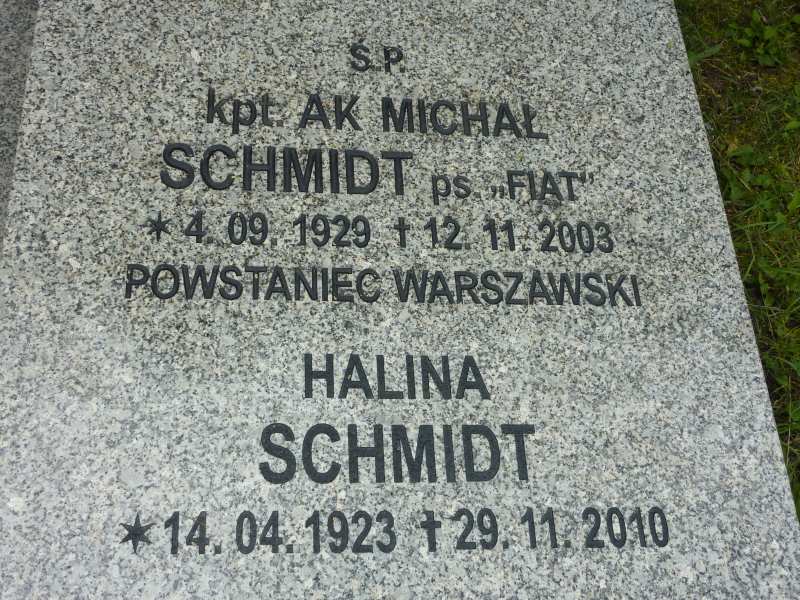 Ś.P.
kpt. AK MICHAŁ
SCHMIDT ps. „FIAT”
✶ 4. 09. 1929 † 12. 11. 2003
POWSTANIEC WARSZAWSKI
HALINA
SCHMIDT
✶ 14. 04. 1923 † 29. 11. 2010